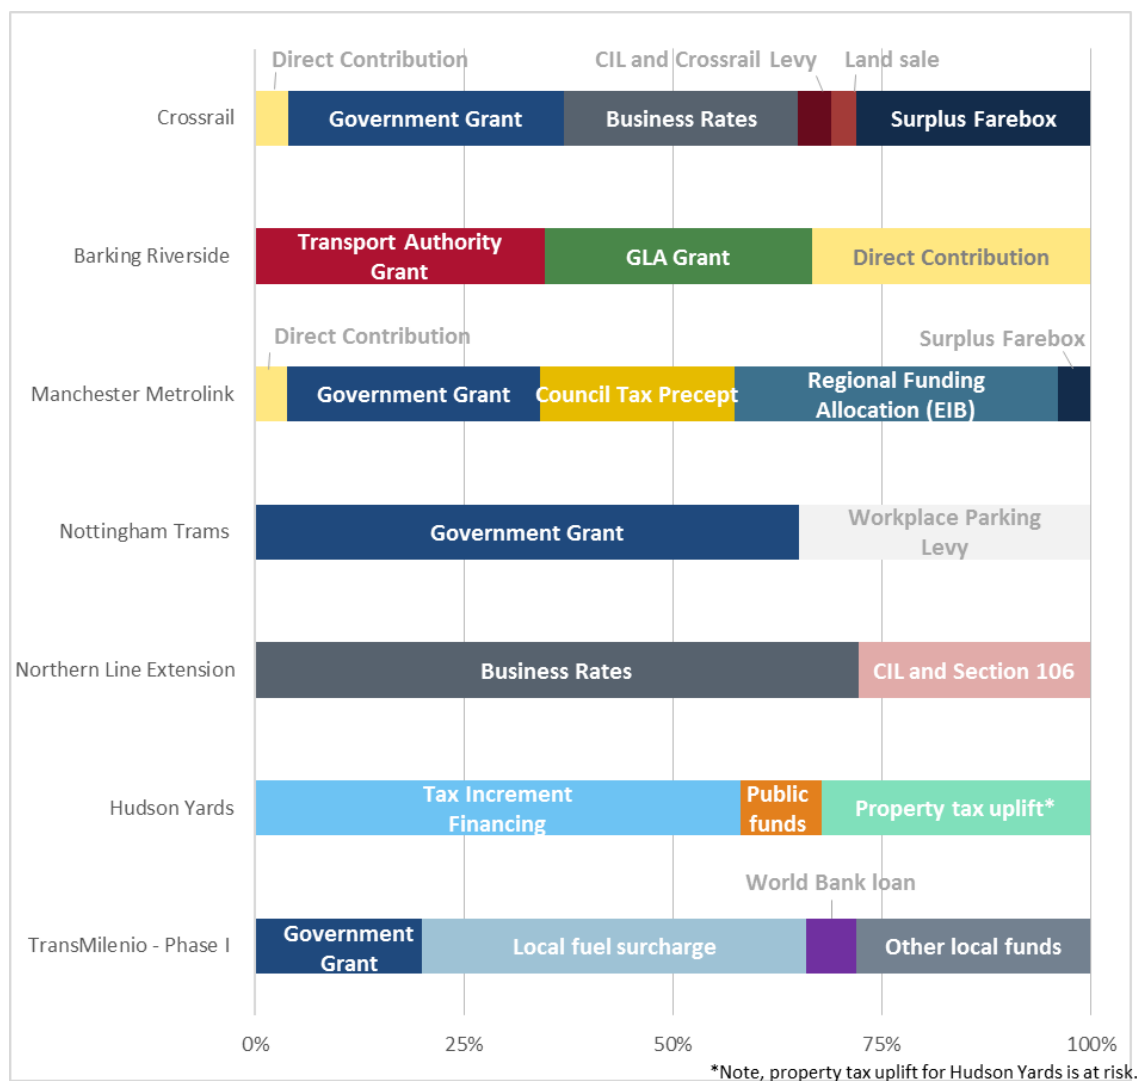 Direct Contribution
CIL and Crossrail Levy
Land sale
Crossrail
Government Grant
Business Rates
Surplus Farebox
Barking Riverside
Transport Authority
Grant
GLA Grant
Direct Contribution
Direct Contribution
Surplus Farebox
Manchester Metrolink
Government Grant
Council Tax Precept
Regional Funding
Allocation (EIB)
Nottingham Trams
Government Grant
Workplace Parking
Levy
Northern Line Extension
Business Rates
CIL and Section 106
Hudson Yards
Tax Increment
Financing
Public
funds
Property tax uplift*
World Bank loan
TransMilenio - Phase I
Government
Grant
Local fuel surcharge
Other local funds
0%
25%
50%
75%
100%
*Note, property tax uplift for Hudson Yards is at risk.